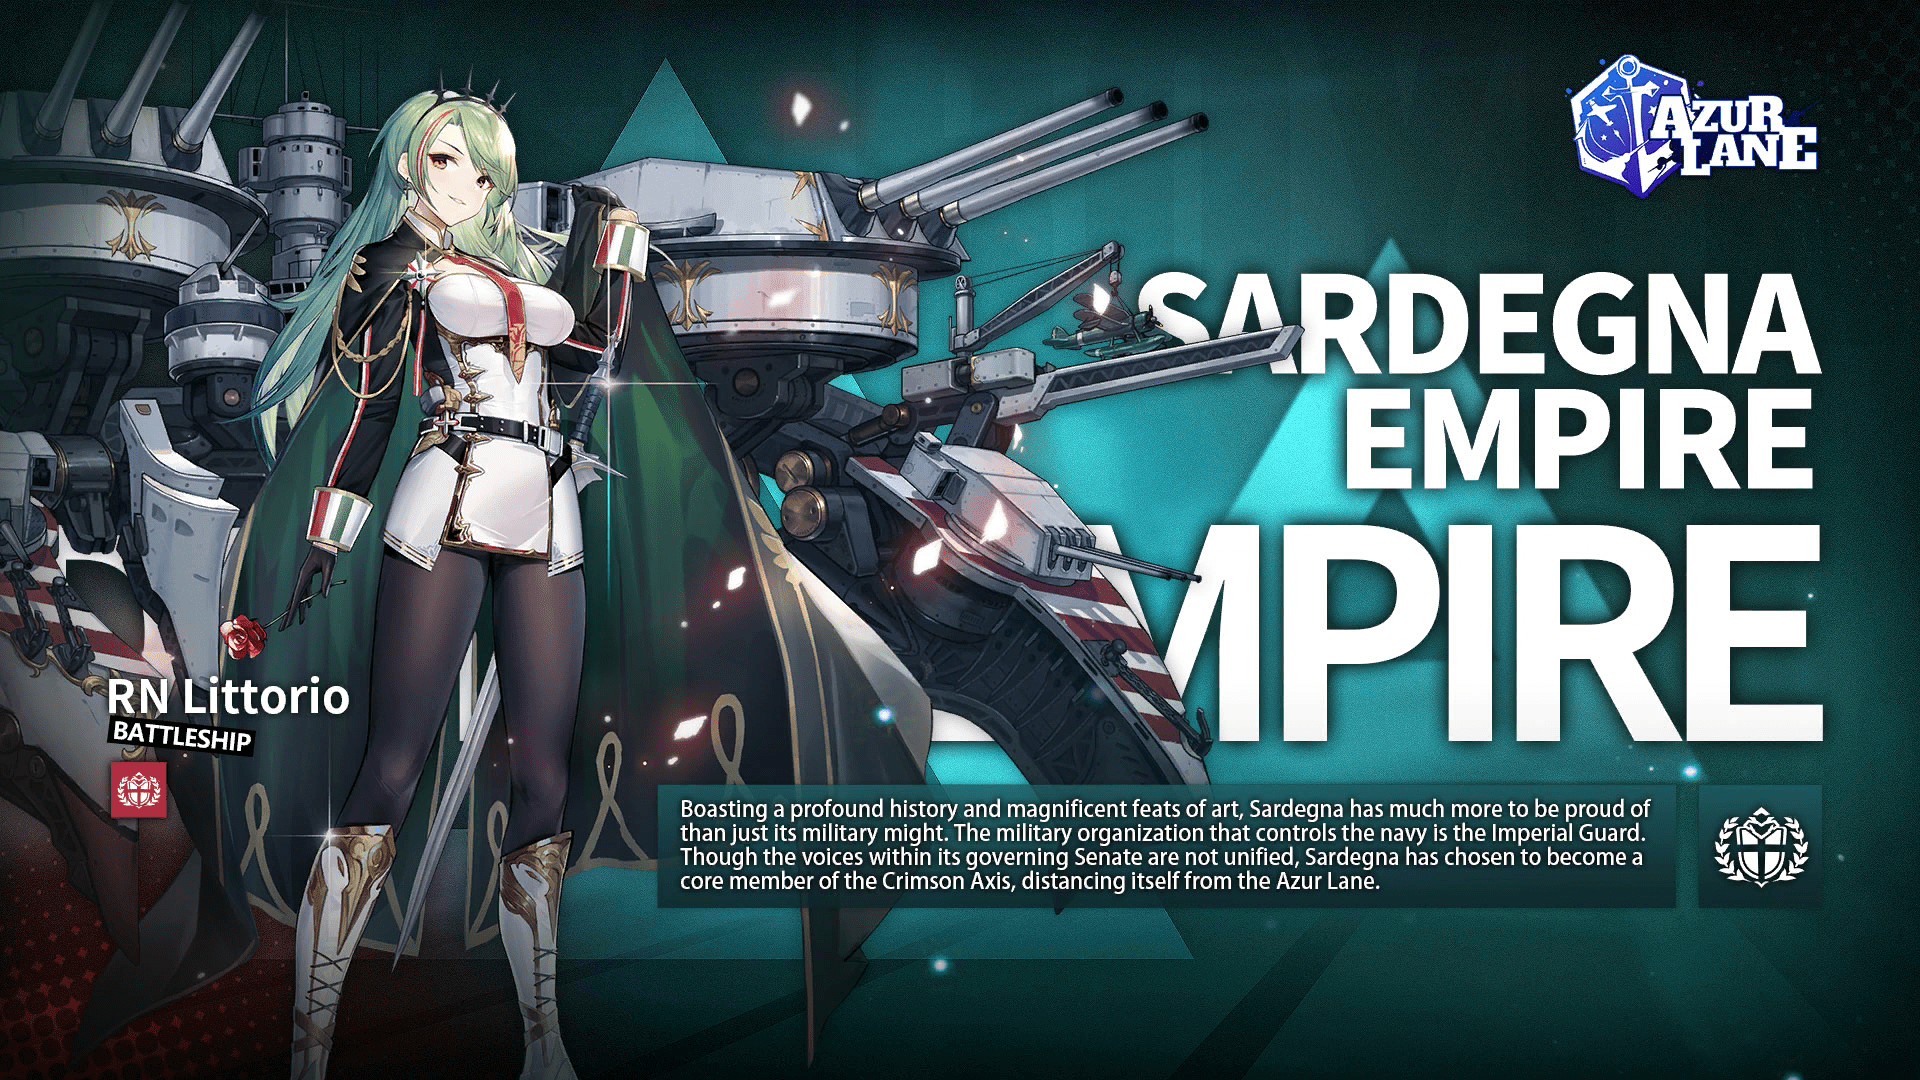 AZUR
LANE
SARDEGNA
EMPIRE
MPIRE
RN Littorio
BATTLESHIP
Boasting a profound history and magnificent feats of art, Sardegna has much more to be proud of
than just its military might. The military organization that controls the navy is the Imperial Guard.
Though the voices within its governing Senate are not unified, Sardegna has chosen to become a
core member of the Crimson Axis, distancing itself from the Azur Lane.